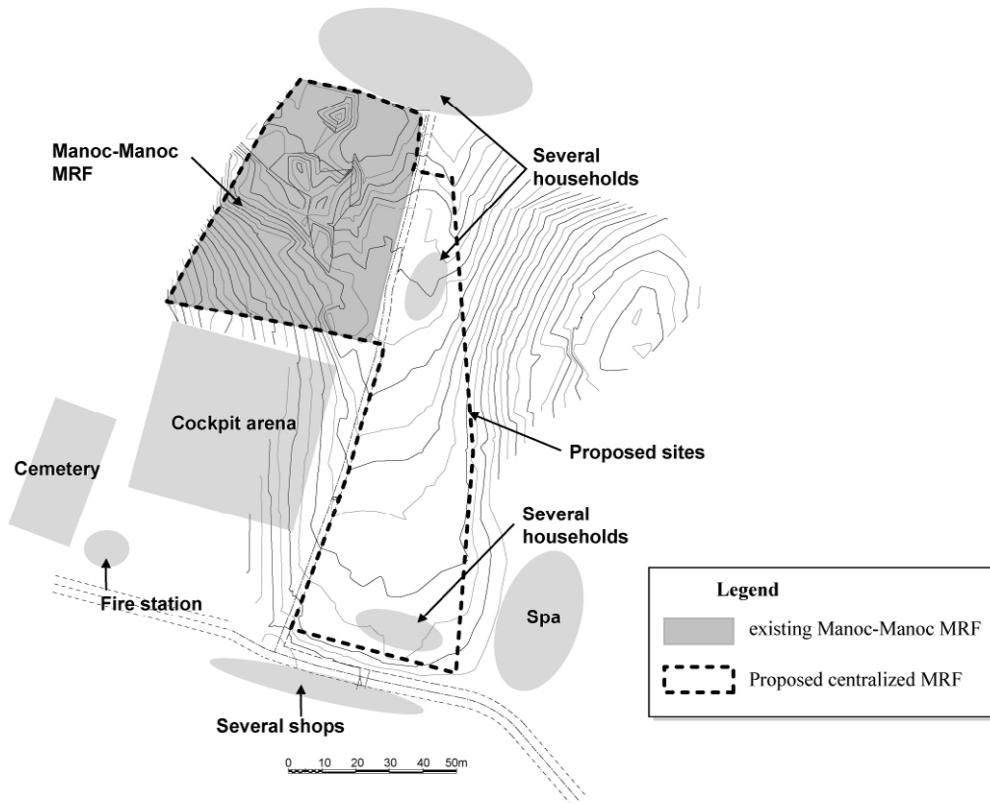 Manoc-Manoc
MRF
Several
households
Cockpit arena
Cemetery
Proposed sites
Several
households
Fire station
Spa
Several shops
0 10 20 30 40 50m
Legend
existing Manoc-Manoc MRF
Proposed centralized MRF